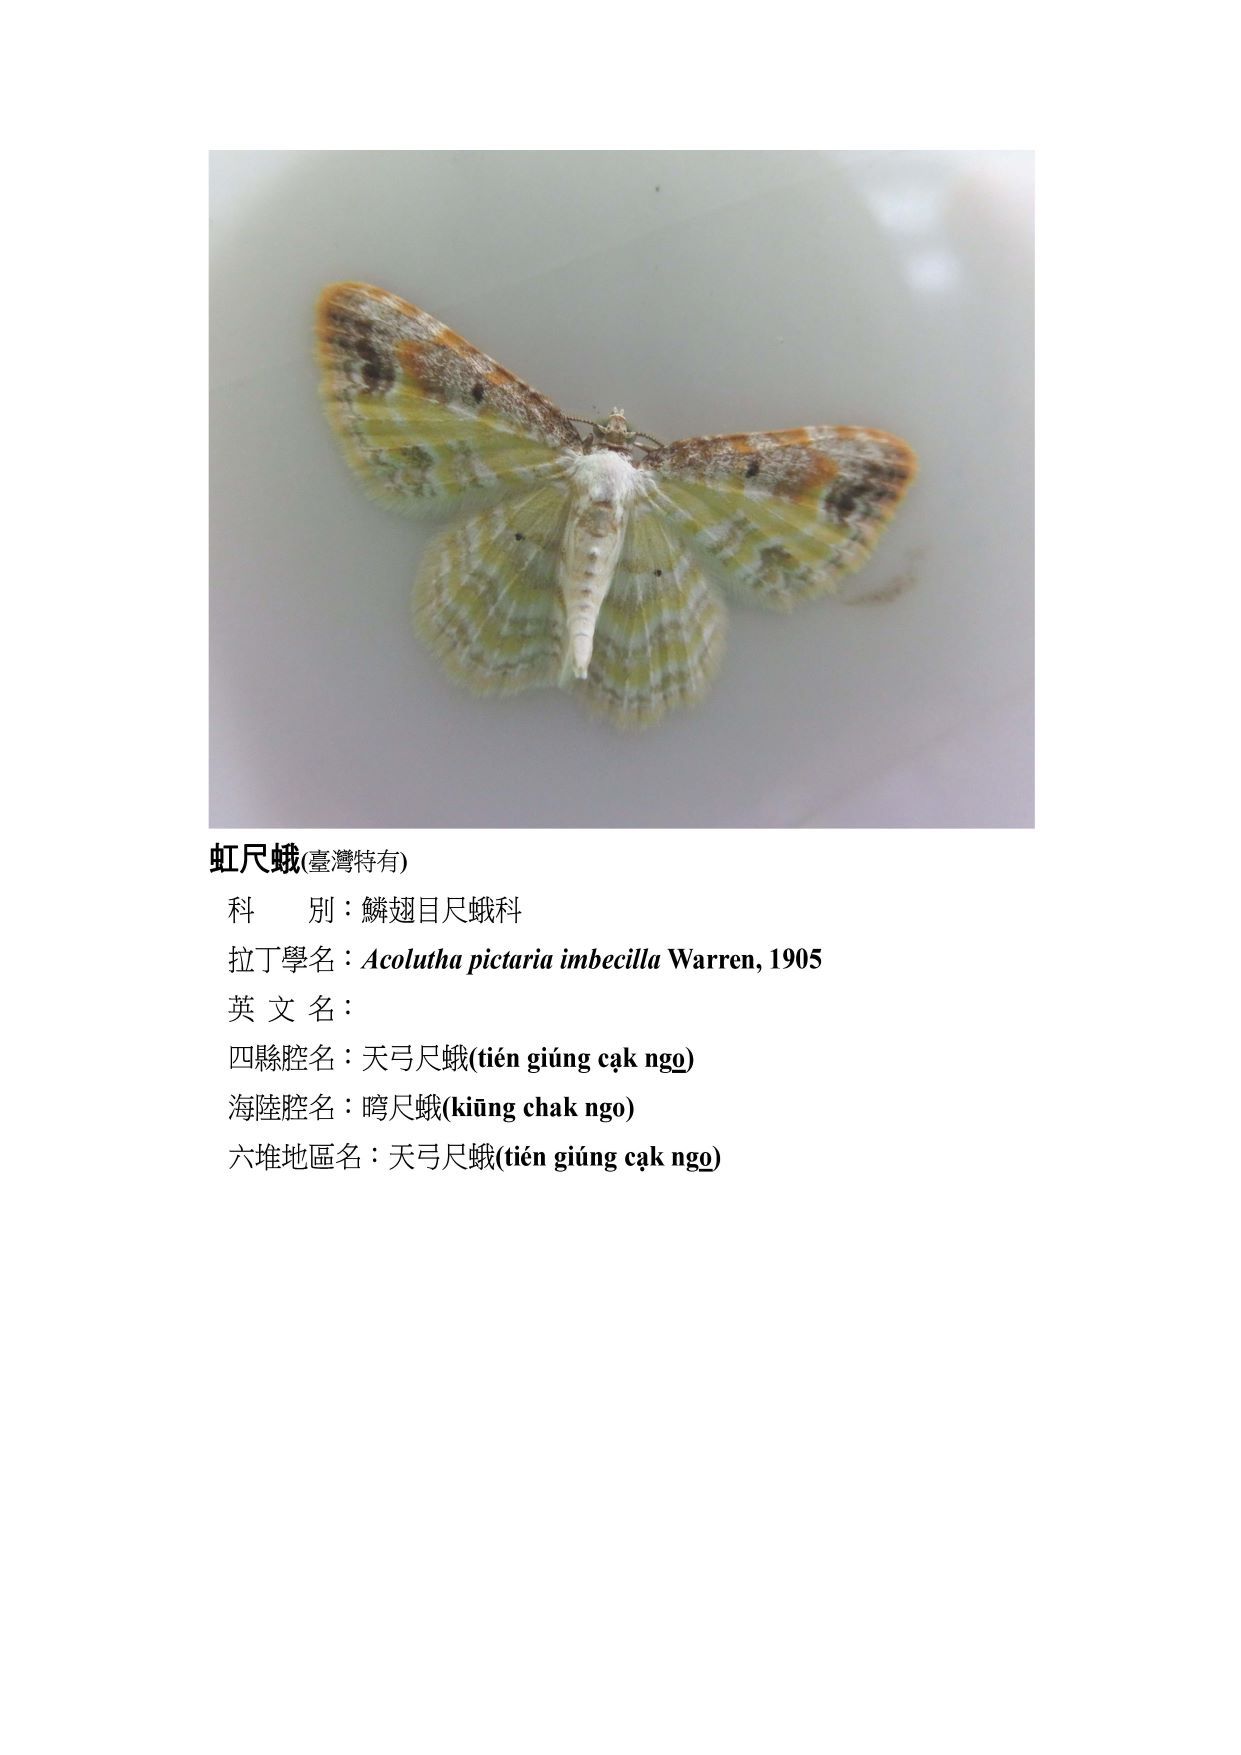 虹尺蛾(臺灣特有)
科 別：鱗翅目尺蛾科
拉丁學名：Acolutha pictaria imbecilla Warren, 1905
英 文 名：
四縣腔名：天弓尺蛾(tién giúng cạk ngo̲)
海陸腔名：㫛尺蛾(kiūng chak ngo)
六堆地區名：天弓尺蛾(tién giúng cạk ngo̲)